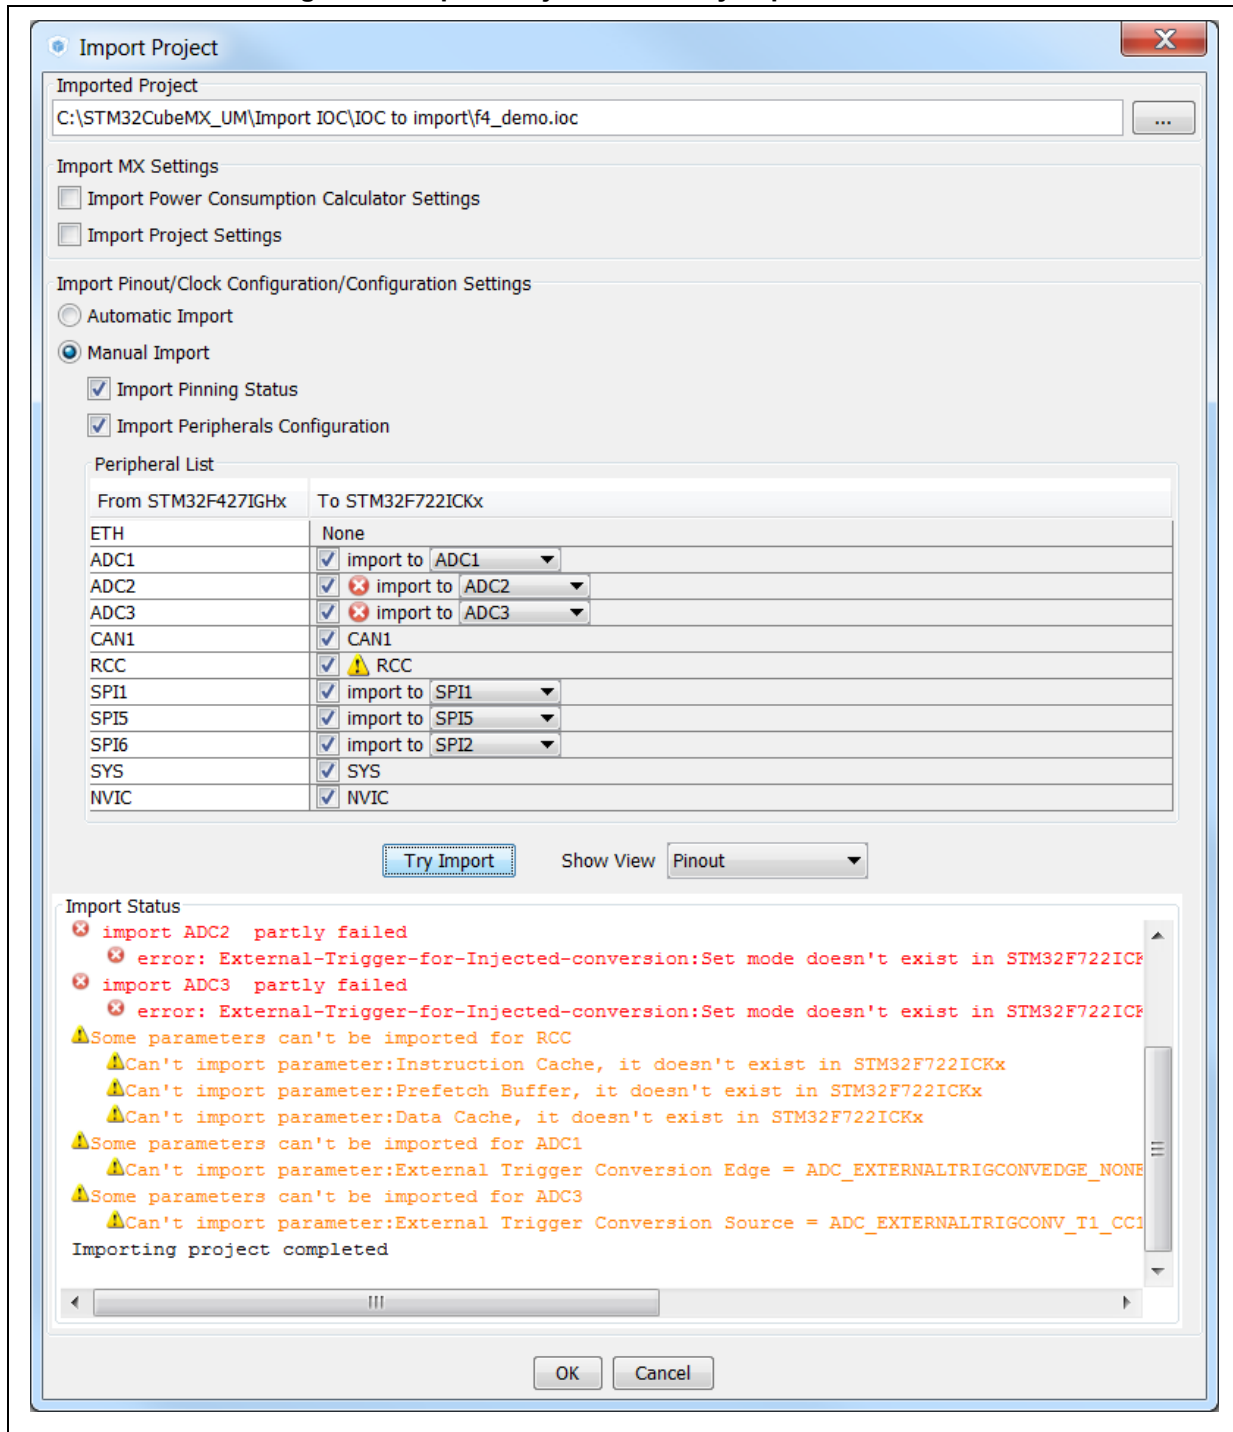 Import Project
Imported Project
C:\STM32CubeMX_UM\Import IOC\IOC to import\f4_demo.ioc
...
Import MX Settings
Import Power Consumption Calculator Settings
Import Project Settings
Import Pinout/Clock Configuration/Configuration Settings
Automatic Import
Manual Import
Import Pinning Status
Import Peripherals Configuration
Peripheral List
From STM32F427IGHx To STM32F722ICKx
ETH None
ADC1 import to ADC1
ADC2 import to ADC2
ADC3 import to ADC3
CAN1 CAN1
RCC RCC
SPI1 import to SPI1
SPI5 import to SPI5
SPI6 import to SPI2
SYS SYS
NVIC NVIC
Try Import Show View Pinout
Import Status
import ADC2 partly failed
error: External-Trigger-for-Injected-conversion:Set mode doesn't exist in STM32F722ICK
import ADC3 partly failed
error: External-Trigger-for-Injected-conversion:Set mode doesn't exist in STM32F722ICK
Some parameters can't be imported for RCC
Can't import parameter:Instruction Cache, it doesn't exist in STM32F722ICKx
Can't import parameter:Prefetch Buffer, it doesn't exist in STM32F722ICKx
Can't import parameter:Data Cache, it doesn't exist in STM32F722ICKx
Some parameters can't be imported for ADC1
Can't import parameter:External Trigger Conversion Edge = ADC_EXTERNALTRIGCONVEDGE_NONE
Some parameters can't be imported for ADC3
Can't import parameter:External Trigger Conversion Source = ADC_EXTERNALTRIGCONV_T1_CC1
Importing project completed
OK Cancel